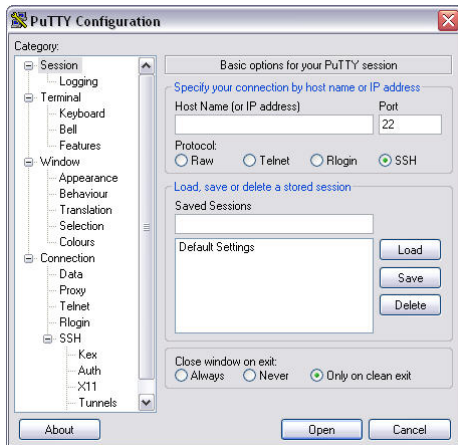 PuTTY Configuration
Category:
Session
Logging
Terminal
Keyboard
Bell
Features
Window
Appearance
Behaviour
Translation
Selection
Colours
Connection
Data
Proxy
Telnet
Rlogin
SSH
Kex
Auth
X11
Tunnels
Basic options for your PuTTY session
Specify your connection by host name or IP address
Host Name (or IP address) Port
22
Protocol:
Raw Telnet Rlogin SSH
Load, save or delete a stored session
Saved Sessions
Default Settings
Load
Save
Delete
Close window on exit:
Always Never Only on clean exit
About Open Cancel